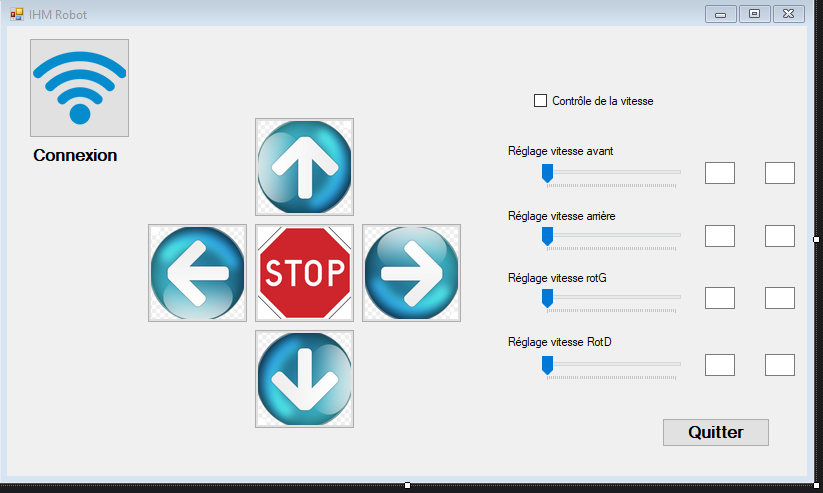 IHM Robot
Connexion
Contrôle de la vitesse
Réglage vitesse avant
Réglage vitesse arrière
STOP
Réglage vitesse rotG
Réglage vitesse RotD
Quitter